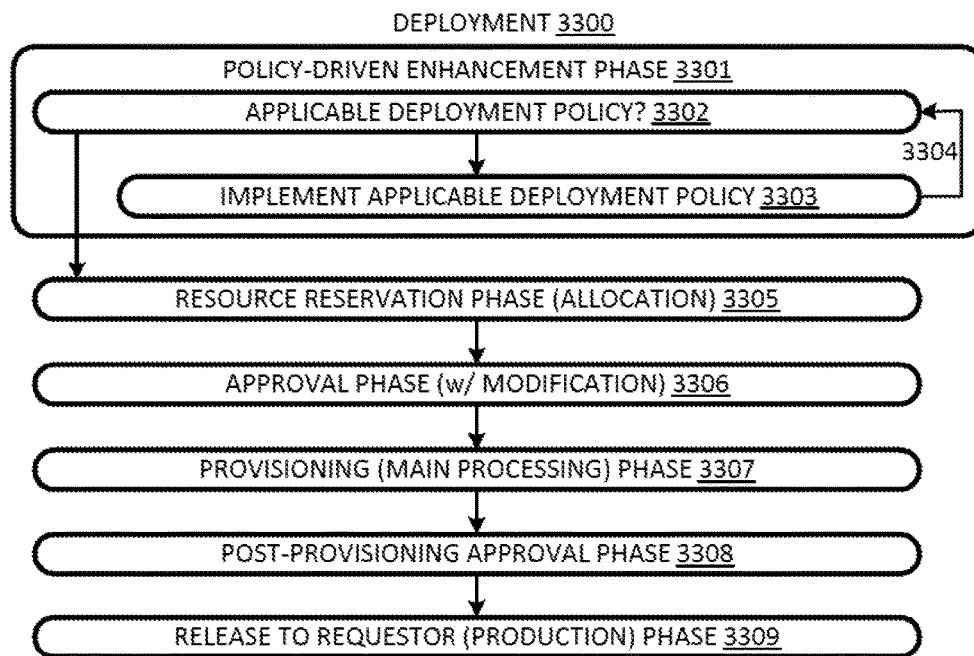 DEPLOYMENT 3300
POLICY-DRIVEN ENHANCEMENT PHASE 3301
APPLICABLE DEPLOYMENT POLICY? 3302
3304
IMPLEMENT APPLICABLE DEPLOYMENT POLICY 3303
RESOURCE RESERVATION PHASE (ALLOCATION) 3305
APPROVAL PHASE (w/ MODIFICATION) 3306
PROVISIONING (MAIN PROCESSING) PHASE 3307
POST-PROVISIONING APPROVAL PHASE 3308
RELEASE TO REQUESTOR (PRODUCTION) PHASE 3309